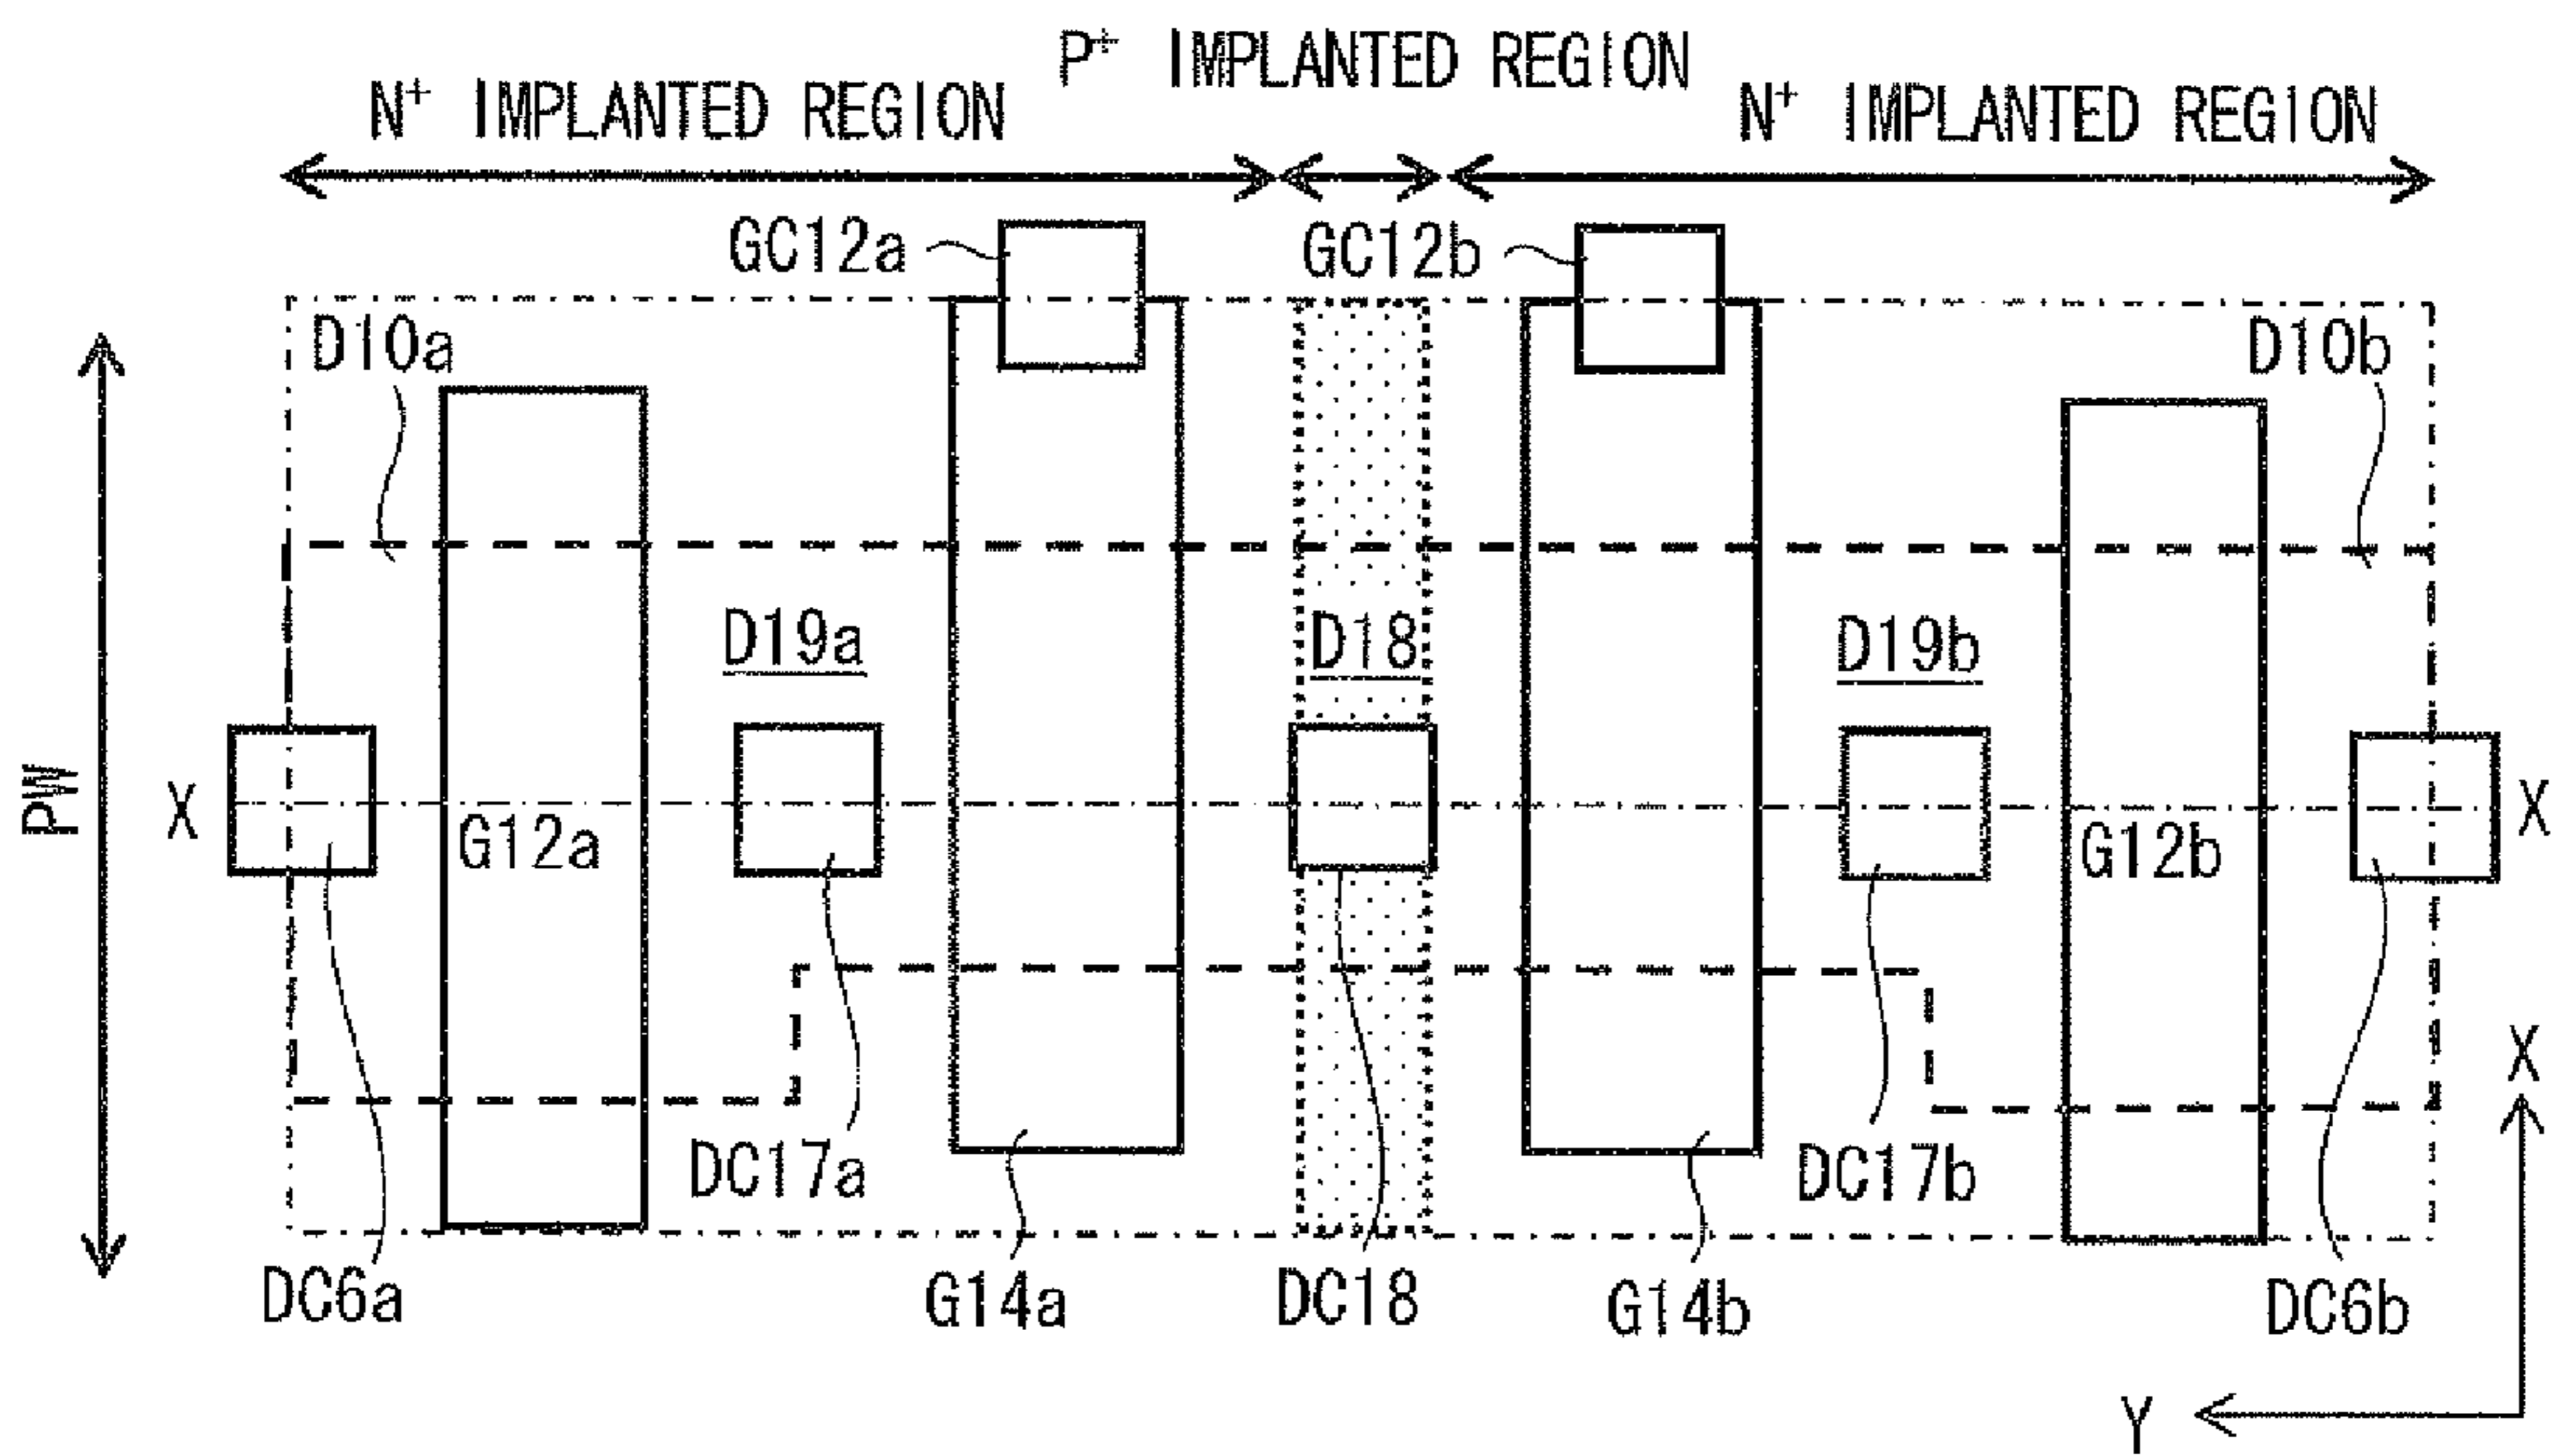 P+ IMPLANTED REGION
N+ IMPLANTED REGION
N+ IMPLANTED REGION
GC12a
GC12b
D10a
D10b
D19a
D18
D19b
PW
X
X
G12a
G12b
DC17a
DC17b
X
DC6a
G14a
DC18
G14b
DC6b
Y